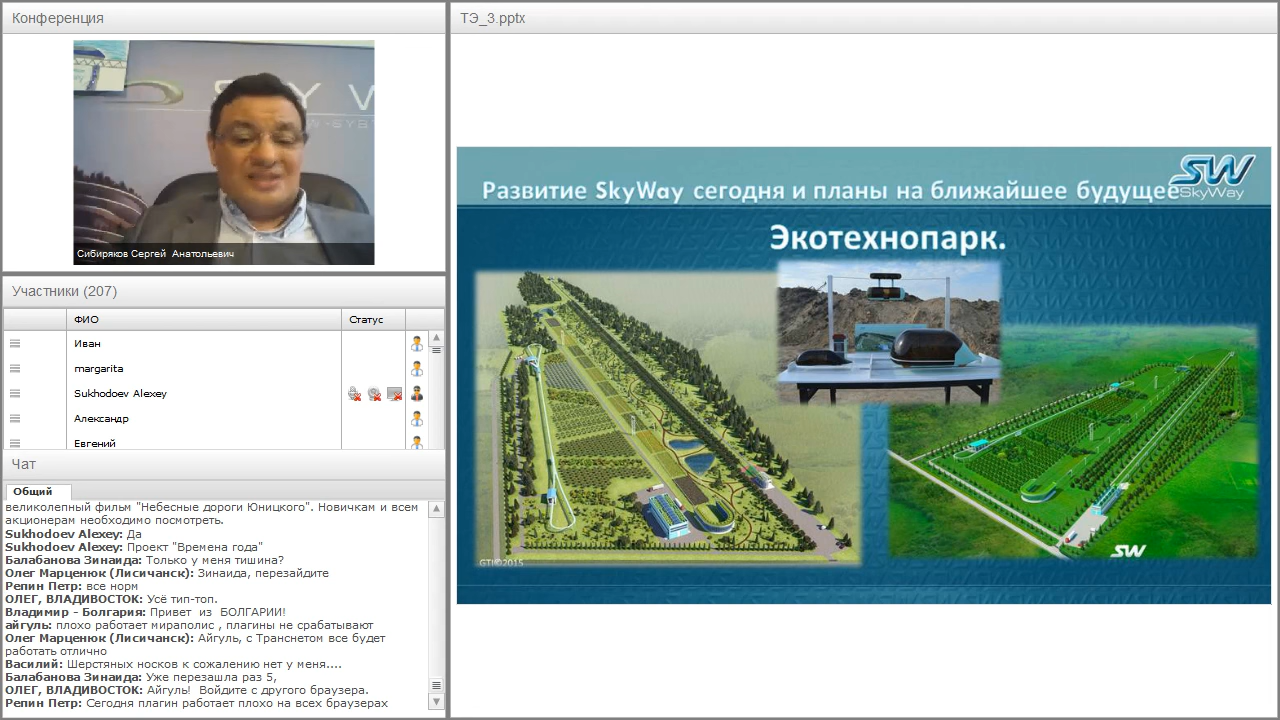 Конференция
SKY W
W-SYST
Сибиряков Сергей Анатольевич
Участники (207)
ФИО
Статус
Иван
margarita
Sukhodoev Alexey
Александр
Евгений
Чат
Общий
великолепный фильм "Небесные дороги Юницкого". Новичкам и всем
акционерам необходимо посмотреть.
Sukhodoev Alexey: Да
Sukhodoev Alexey: Проект "Времена года"
Балабанова Зинаида: Только у меня тишина?
Олег Марценюк (Лисичанск): Зинаида, перезайдите
Репин Петр: все норм
ОЛЕГ, ВЛАДИВОСТОК: Усё тип-топ.
Владимир - Болгария: Привет из БОЛГАРИИ!
айгуль: плохо работает мираполис , плагины не срабатывают
Олег Марценюк (Лисичанск): Айгуль, с Транснетом все будет
работать отлично
Василий: Шерстяных носков к сожалению нет у меня....
Балабанова Зинаида: Уже перезашла раз 5,
ОЛЕГ, ВЛАДИВОСТОК: Айгуль! Войдите с другого браузера.
Репин Петр: Сегодня плагин работает плохо на всех браузерах
ТЭ_3.pptx
Развитие SkyWay сегодня и планы на ближайшее будущее
SW
SkyWay
Экотехнопарк.
GTI©2015
SW